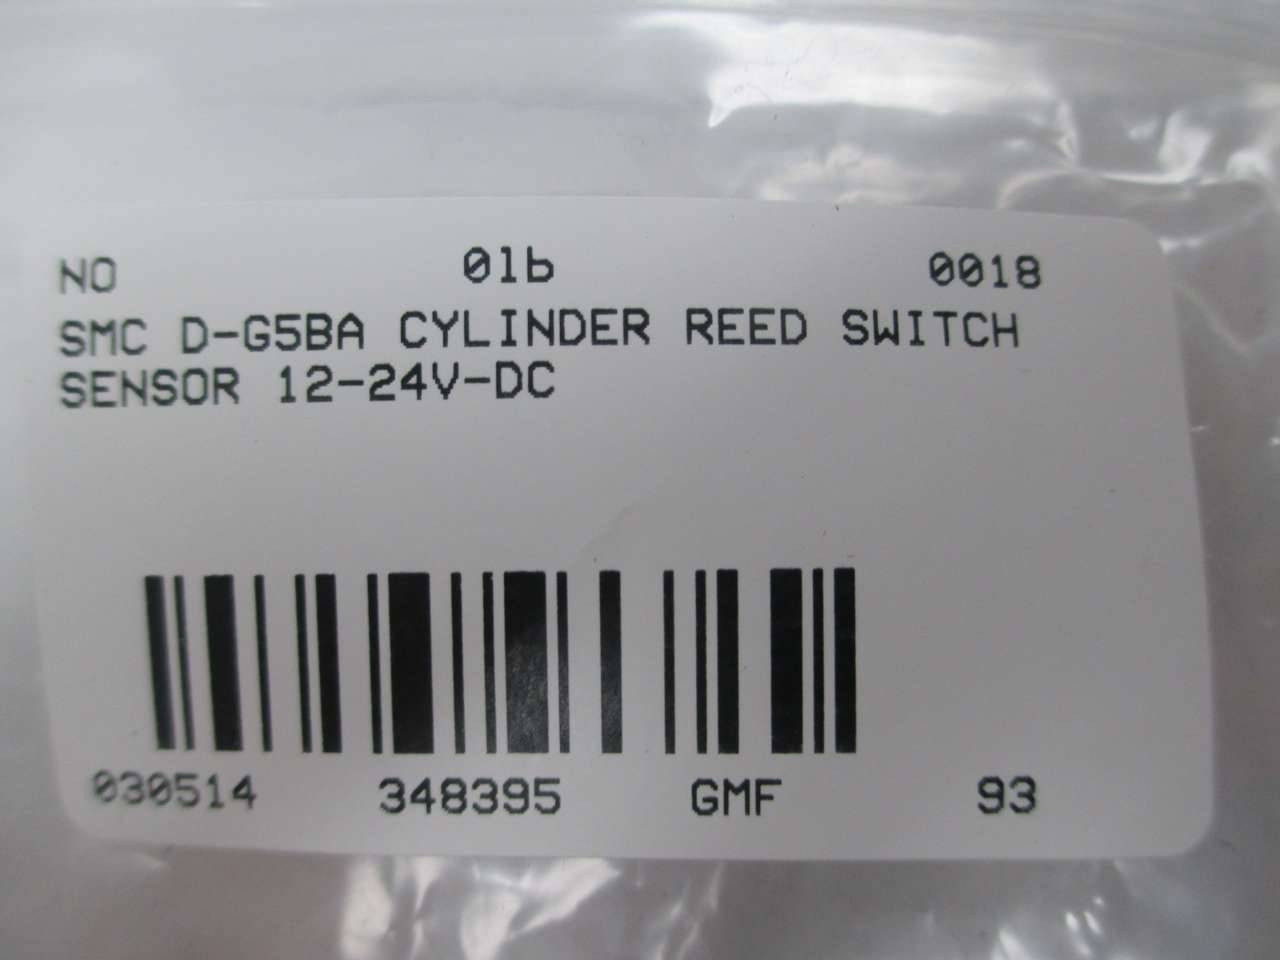 NO 01b 0018
SMC D-G5BA CYLINDER REED SWITCH
SENSOR 12-24V-DC
030514 348395 GMF 93